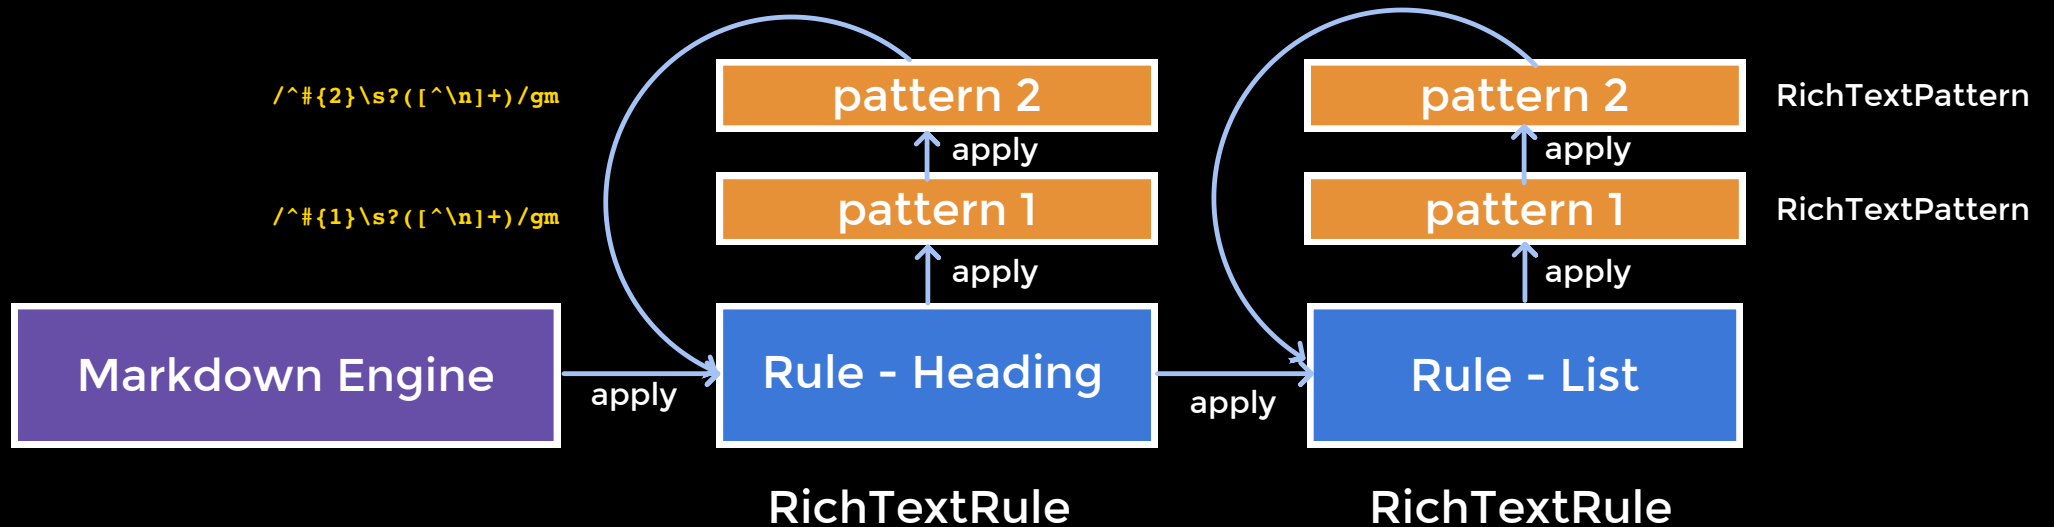 /^#{2}\s?([^\n]+)/gm
pattern 2
pattern 2
RichTextPattern
apply
apply
/^#{1}\s?([^\n]+)/gm
pattern 1
pattern 1
RichTextPattern
apply
apply
Markdown Engine
apply
Rule - Heading
apply
Rule - List
RichTextRule
RichTextRule